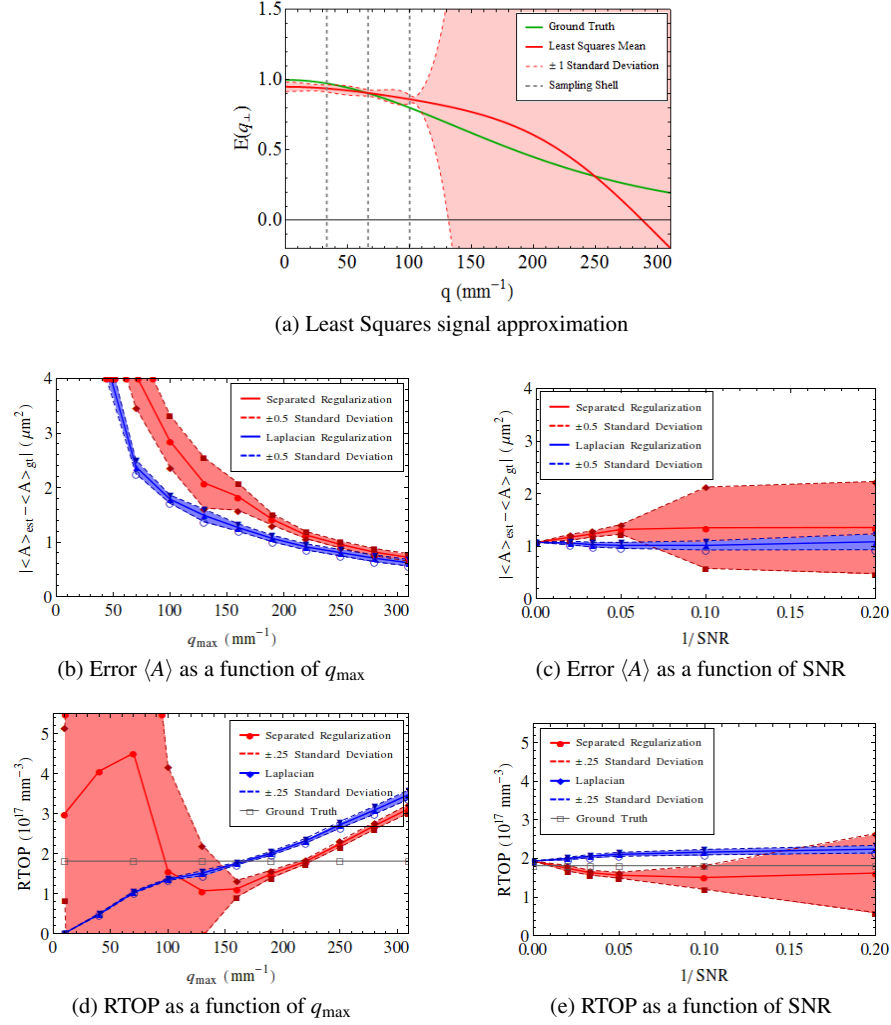 1.5
1.0
0.5
0.0
E(q⊥)
Ground Truth
Least Squares Mean
± 1 Standard Deviation
Sampling Shell
0 50 100 150 200 250 300
q (mm⁻¹)
(a) Least Squares signal approximation
4
3
2
1
0
|<A>est−<A>gt| (μm²)
Separated Regularization
±0.5 Standard Deviation
Laplacian Regularization
±0.5 Standard Deviation
0 50 100 150 200 250 300
qmax (mm⁻¹)
(b) Error ⟨A⟩ as a function of qmax
4
3
2
1
0
|<A>est−<A>gt| (μm²)
Separated Regularization
±0.5 Standard Deviation
Laplacian Regularization
±0.5 Standard Deviation
0.00 0.05 0.10 0.15 0.20
1/SNR
(c) Error ⟨A⟩ as a function of SNR
5
4
3
2
1
0
RTOP (10¹⁷ mm⁻³)
Separated Regularization
±.25 Standard Deviation
Laplacian
±.25 Standard Deviation
Ground Truth
0 50 100 150 200 250 300
qmax (mm⁻¹)
(d) RTOP as a function of qmax
5
4
3
2
1
0
RTOP (10¹⁷ mm⁻³)
Separated Regularization
±.25 Standard Deviation
Laplacian
±.25 Standard Deviation
Ground Truth
0.00 0.05 0.10 0.15 0.20
1/SNR
(e) RTOP as a function of SNR